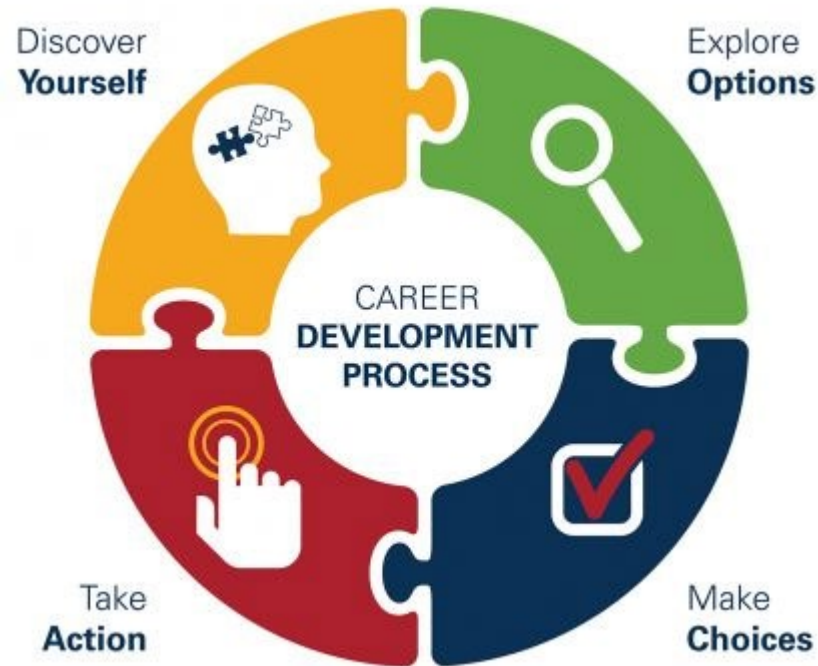 Discover
Yourself
Explore
Options
CAREER
DEVELOPMENT
PROCESS
Take
Action
Make
Choices